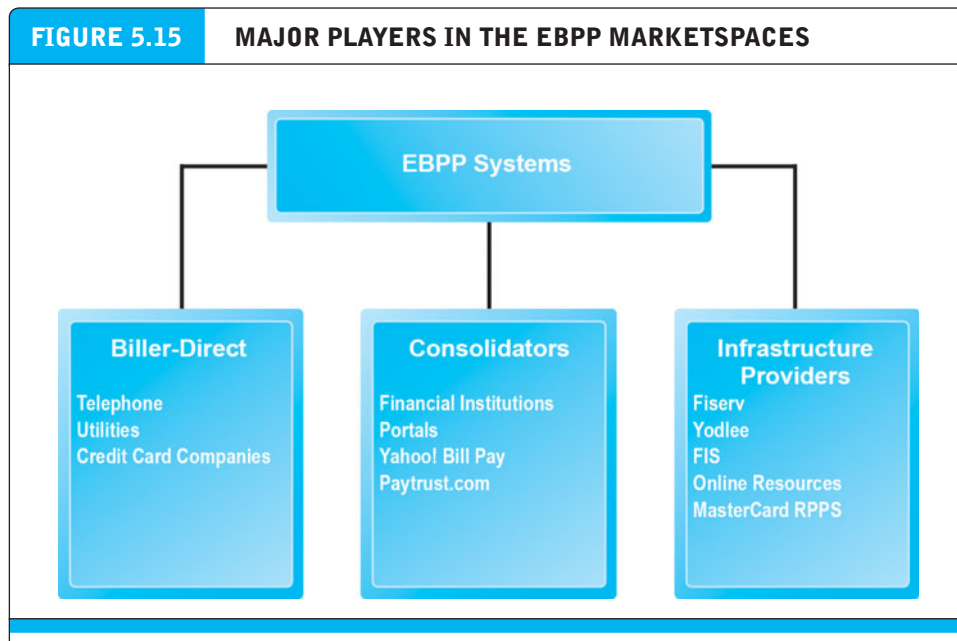 FIGURE 5.15 MAJOR PLAYERS IN THE EBPP MARKETSPACES
EBPP Systems
Biller-Direct
Telephone
Utilities
Credit Card Companies
Consolidators
Financial Institutions
Portals
Yahoo! Bill Pay
Paytrust.com
Infrastructure
Providers
Fiserv
Yodlee
FIS
Online Resources
MasterCard RPPS